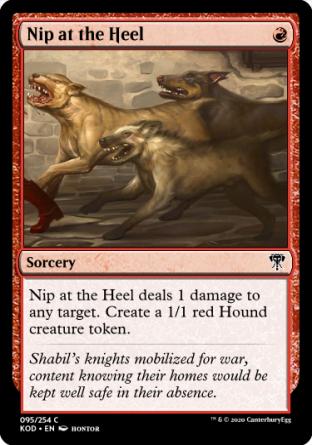 Nip at the Heel
Sorcery
Nip at the Heel deals 1 damage to
any target. Create a 1/1 red Hound
creature token.
Shabil's knights mobilized for war,
content knowing their homes would be
kept well safe in their absence.
095/254 C
KOD • EN HONTOR
™ & © 2020 CanterburyEgg